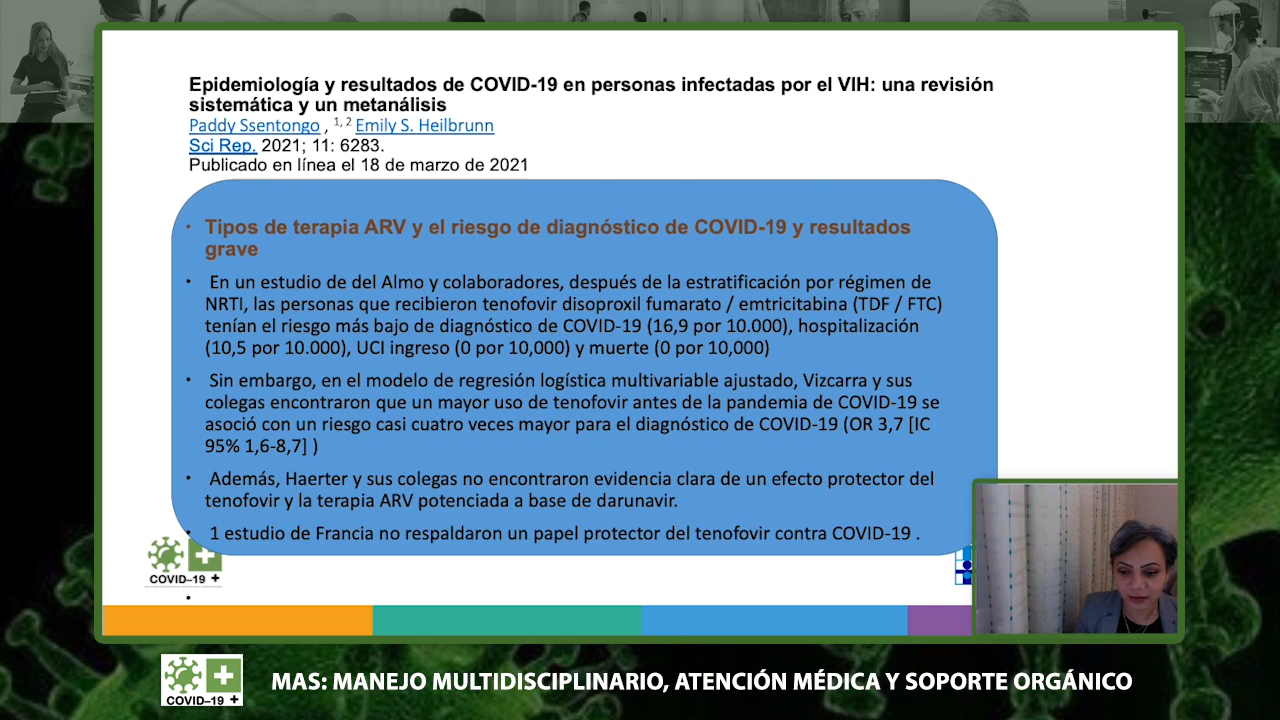 Epidemiología y resultados de COVID-19 en personas infectadas por el VIH: una revisión
sistemática y un metanálisis
Paddy Ssentongo , 1, 2 Emily S. Heilbrunn
Sci Rep. 2021; 11: 6283.
Publicado en línea el 18 de marzo de 2021
• Tipos de terapia ARV y el riesgo de diagnóstico de COVID-19 y resultados
grave
• En un estudio de del Almo y colaboradores, después de la estratificación por régimen de
NRTI, las personas que recibieron tenofovir disoproxil fumarato / emtricitabina (TDF / FTC)
tenían el riesgo más bajo de diagnóstico de COVID-19 (16,9 por 10.000), hospitalización
(10,5 por 10.000), UCI ingreso (0 por 10,000) y muerte (0 por 10,000)
• Sin embargo, en el modelo de regresión logística multivariable ajustado, Vizcarra y sus
colegas encontraron que un mayor uso de tenofovir antes de la pandemia de COVID-19 se
asoció con un riesgo casi cuatro veces mayor para el diagnóstico de COVID-19 (OR 3,7 [IC
95% 1,6-8,7] )
• Además, Haerter y sus colegas no encontraron evidencia clara de un efecto protector del
tenofovir y la terapia ARV potenciada a base de darunavir.
• 1 estudio de Francia no respaldaron un papel protector del tenofovir contra COVID-19 .
COVID–19 +
•
COVID–19 +
MAS: MANEJO MULTIDISCIPLINARIO, ATENCIÓN MÉDICA Y SOPORTE ORGÁNICO